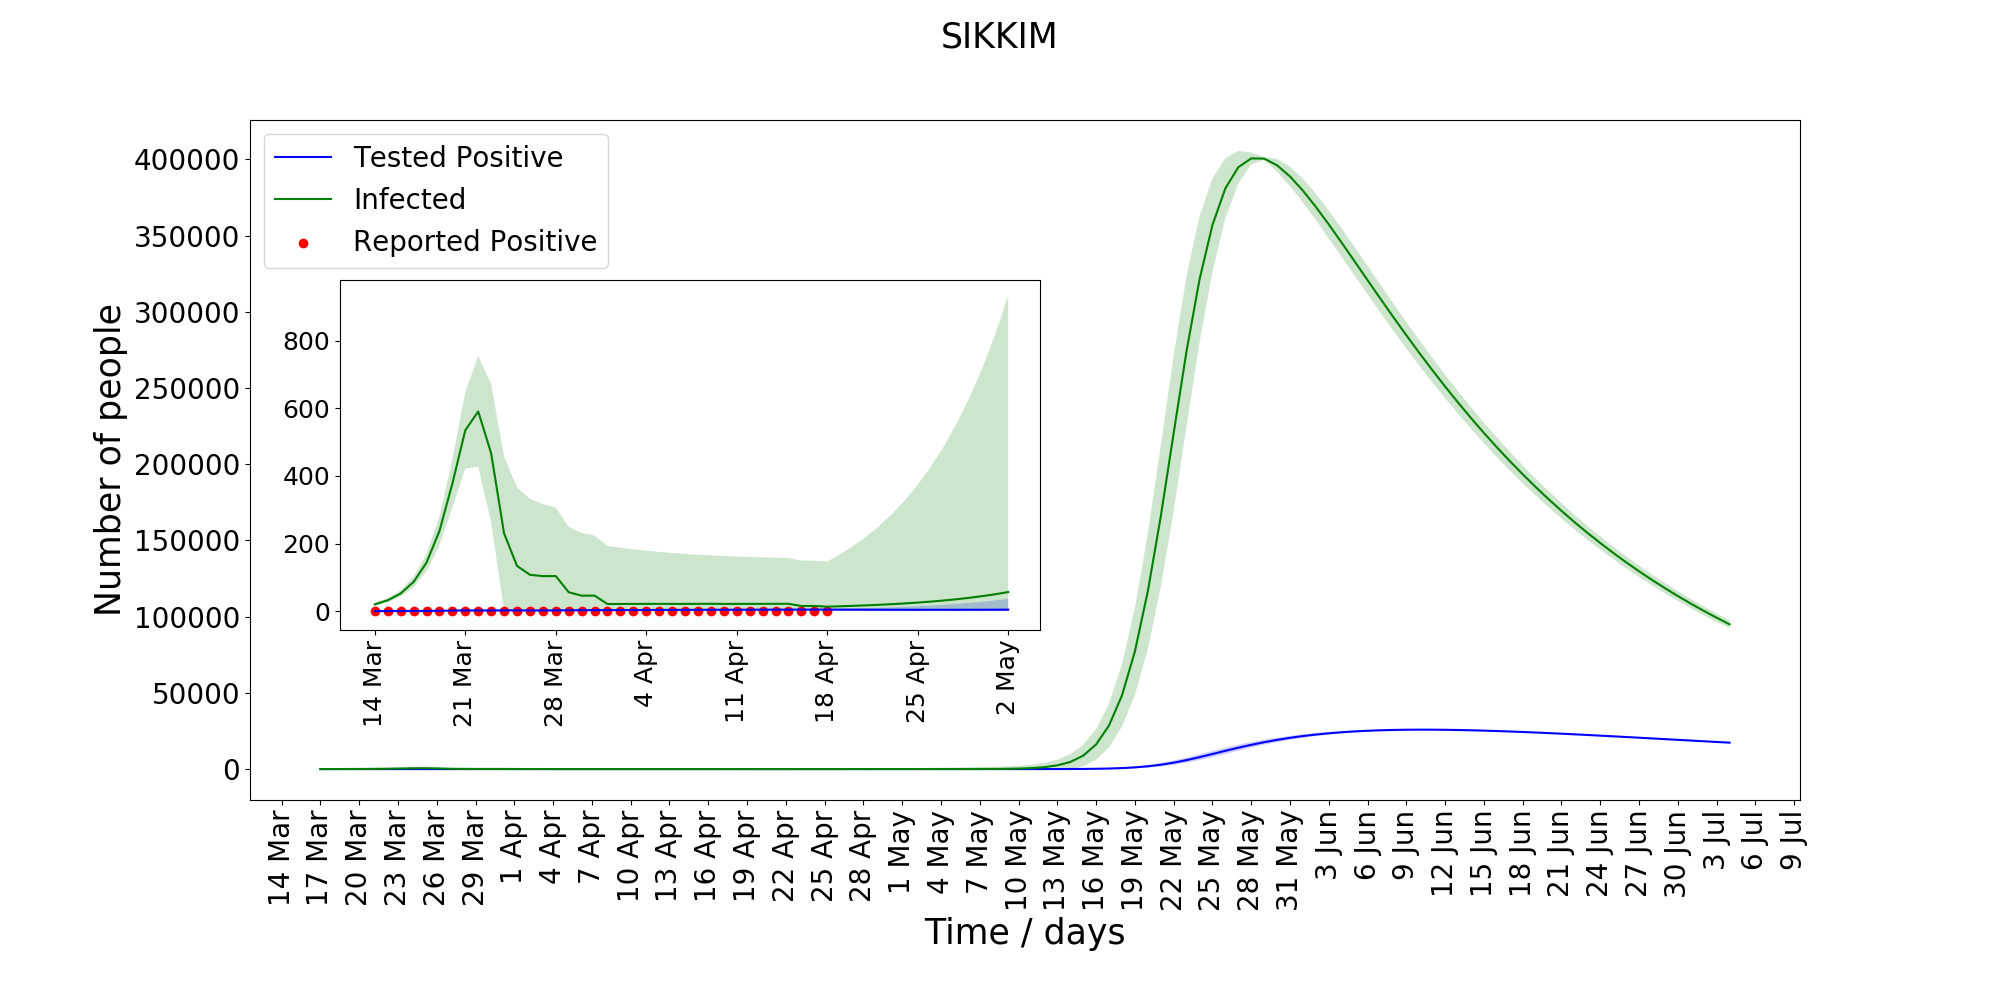 SIKKIM
Tested Positive
Infected
Reported Positive
Number of people
400000
350000
300000
250000
200000
150000
100000
50000
0
800
600
400
200
0
14 Mar
21 Mar
28 Mar
4 Apr
11 Apr
18 Apr
25 Apr
2 May
14 Mar
17 Mar
20 Mar
23 Mar
26 Mar
29 Mar
1 Apr
4 Apr
7 Apr
10 Apr
13 Apr
16 Apr
19 Apr
22 Apr
25 Apr
28 Apr
1 May
4 May
7 May
10 May
13 May
16 May
19 May
22 May
25 May
28 May
31 May
3 Jun
6 Jun
9 Jun
12 Jun
15 Jun
18 Jun
21 Jun
24 Jun
27 Jun
30 Jun
3 Jul
6 Jul
9 Jul
Time / days